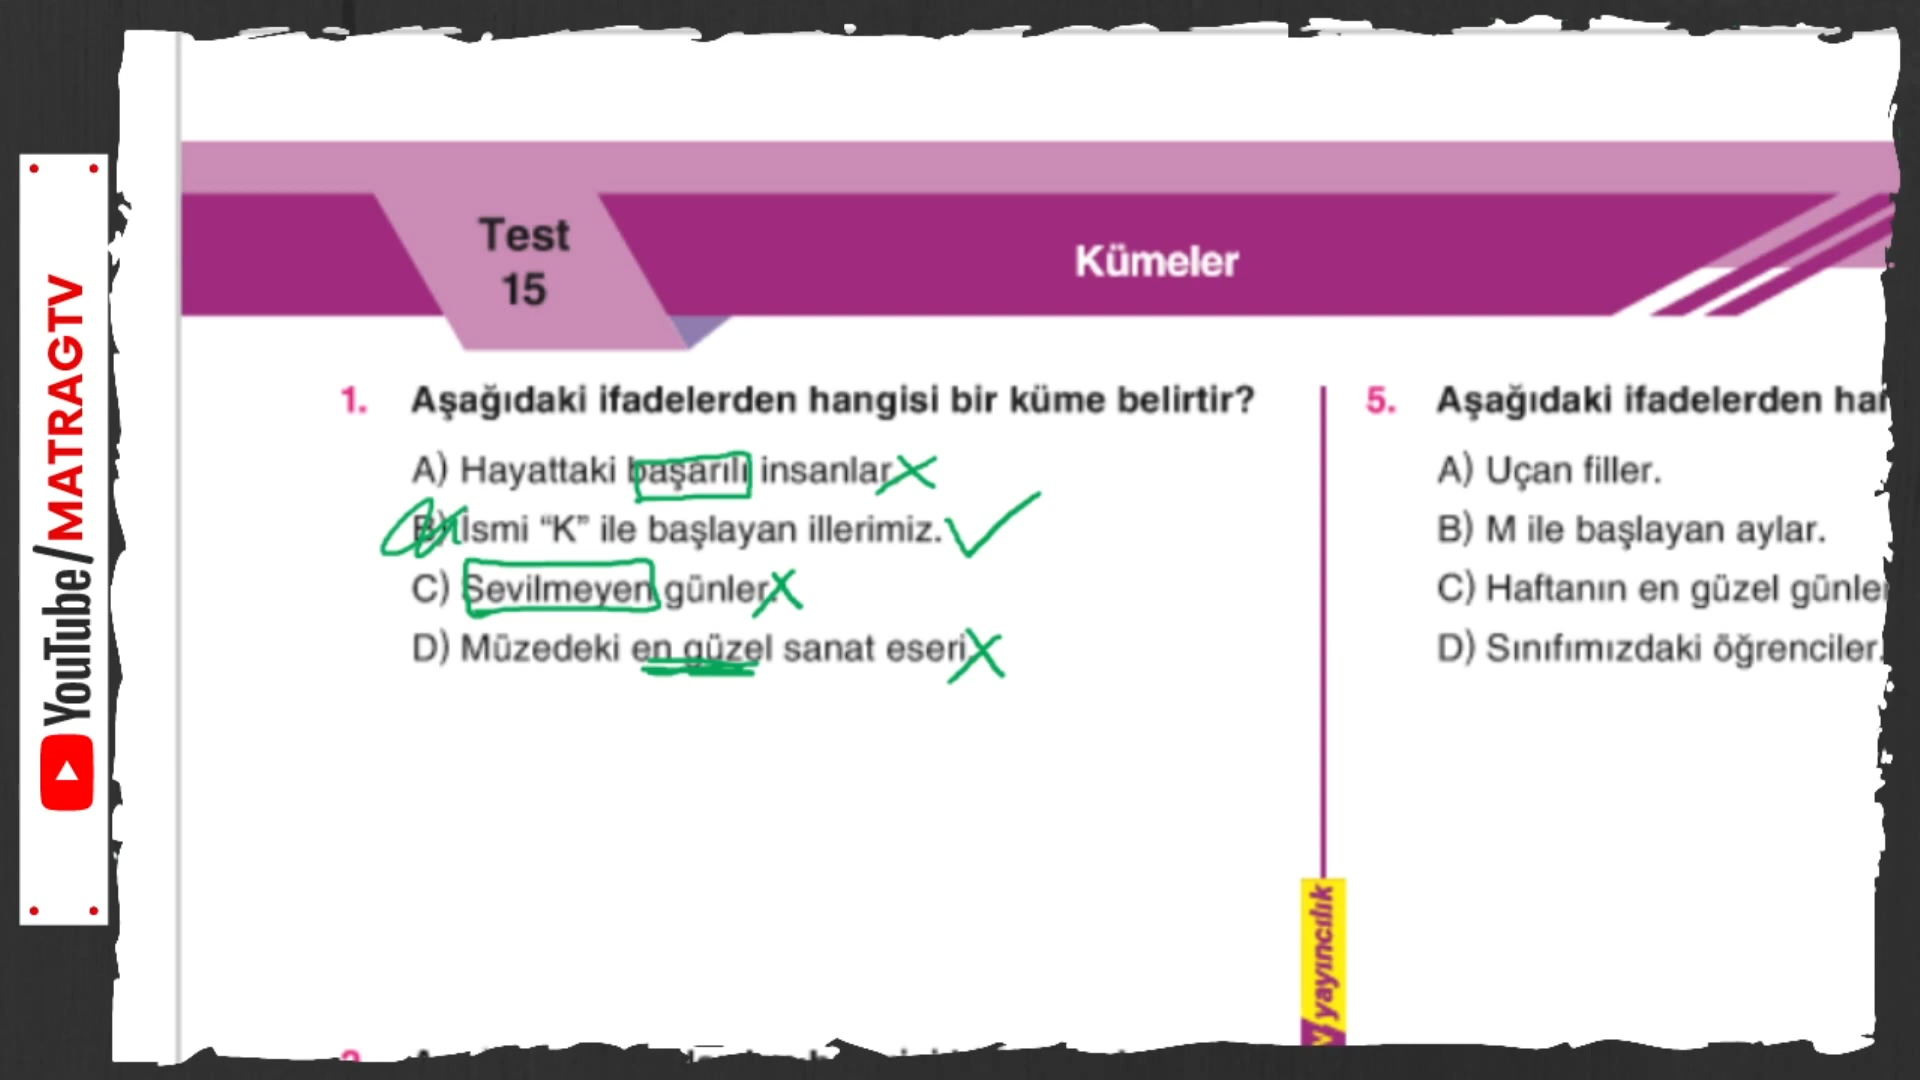 YouTube/MATRAGTV
Test
15
Kümeler
1. Aşağıdaki ifadelerden hangisi bir küme belirtir?
A) Hayattaki başarılı insanlar
B) İsmi “K” ile başlayan illerimiz.
C) Sevilmeyen günler.
D) Müzedeki en güzel sanat eseri.
5. Aşağıdaki ifadelerden han
A) Uçan filler.
B) M ile başlayan aylar.
C) Haftanın en güzel günler
D) Sınıfımızdaki öğrenciler.
yayıncılık